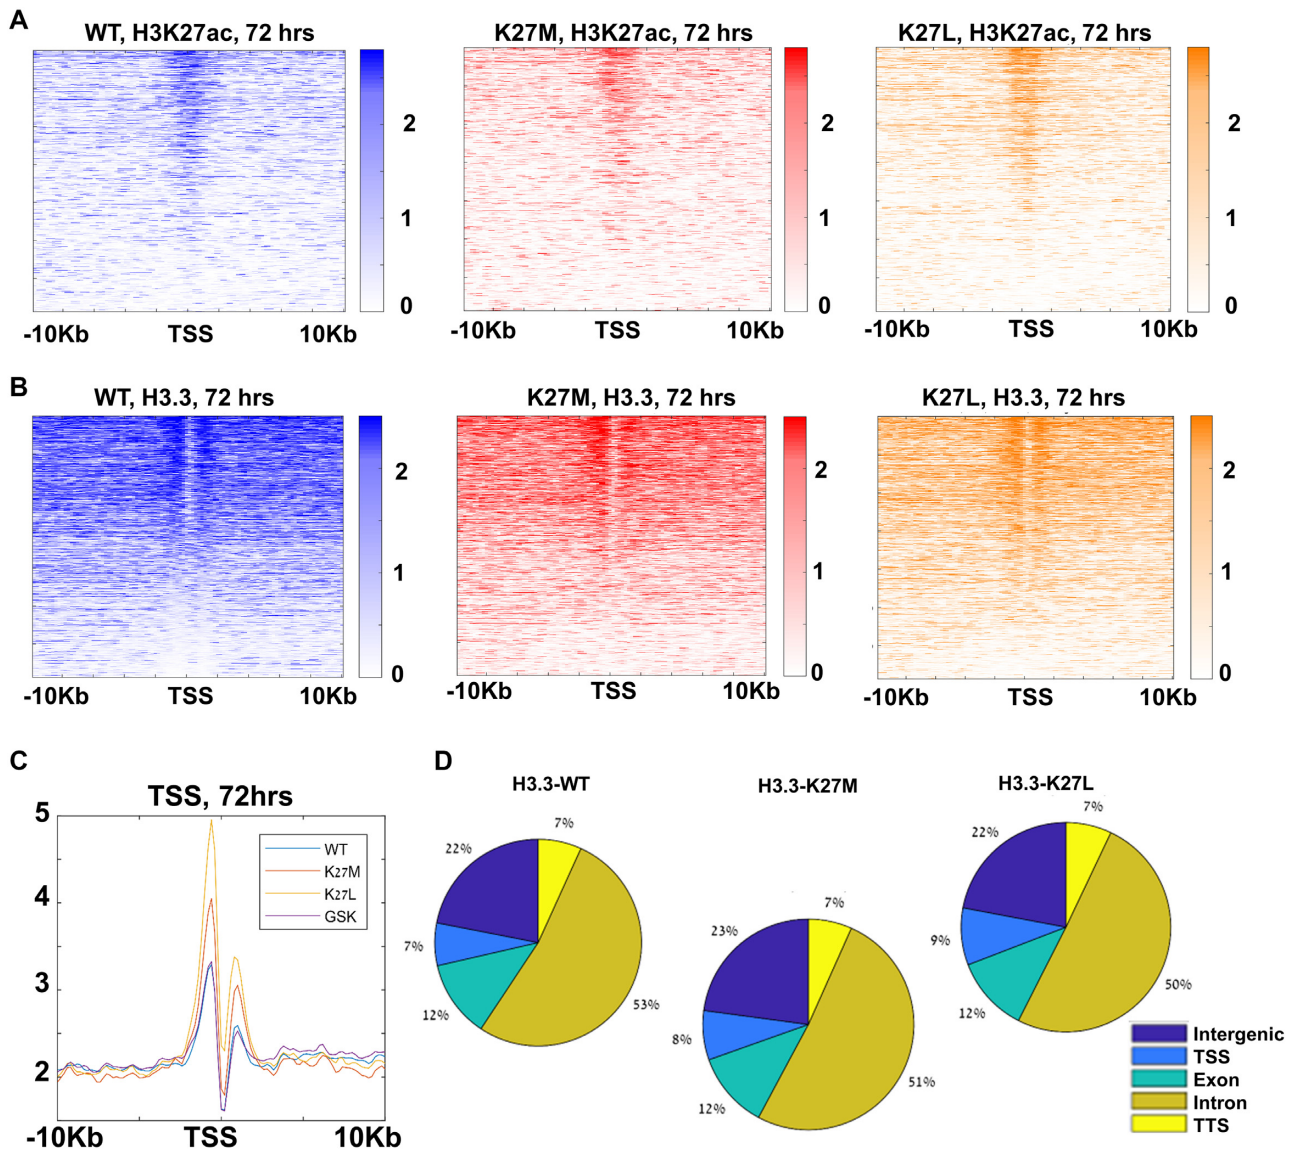 A
WT, H3K27ac, 72 hrs
K27M, H3K27ac, 72 hrs
K27L, H3K27ac, 72 hrs
2
1
0
2
1
0
2
1
0
-10Kb TSS 10Kb
-10Kb TSS 10Kb
-10Kb TSS 10Kb
B
WT, H3.3, 72 hrs
K27M, H3.3, 72 hrs
K27L, H3.3, 72 hrs
2
1
0
2
1
0
2
1
0
-10Kb TSS 10Kb
-10Kb TSS 10Kb
-10Kb TSS 10Kb
C
TSS, 72hrs
5
4
3
2
WT
K27M
K27L
GSK
-10Kb TSS 10Kb
D
H3.3-WT
7%
22%
7%
12%
53%
H3.3-K27M
7%
23%
8%
12%
51%
H3.3-K27L
7%
22%
9%
12%
50%
Intergenic
TSS
Exon
Intron
TTS